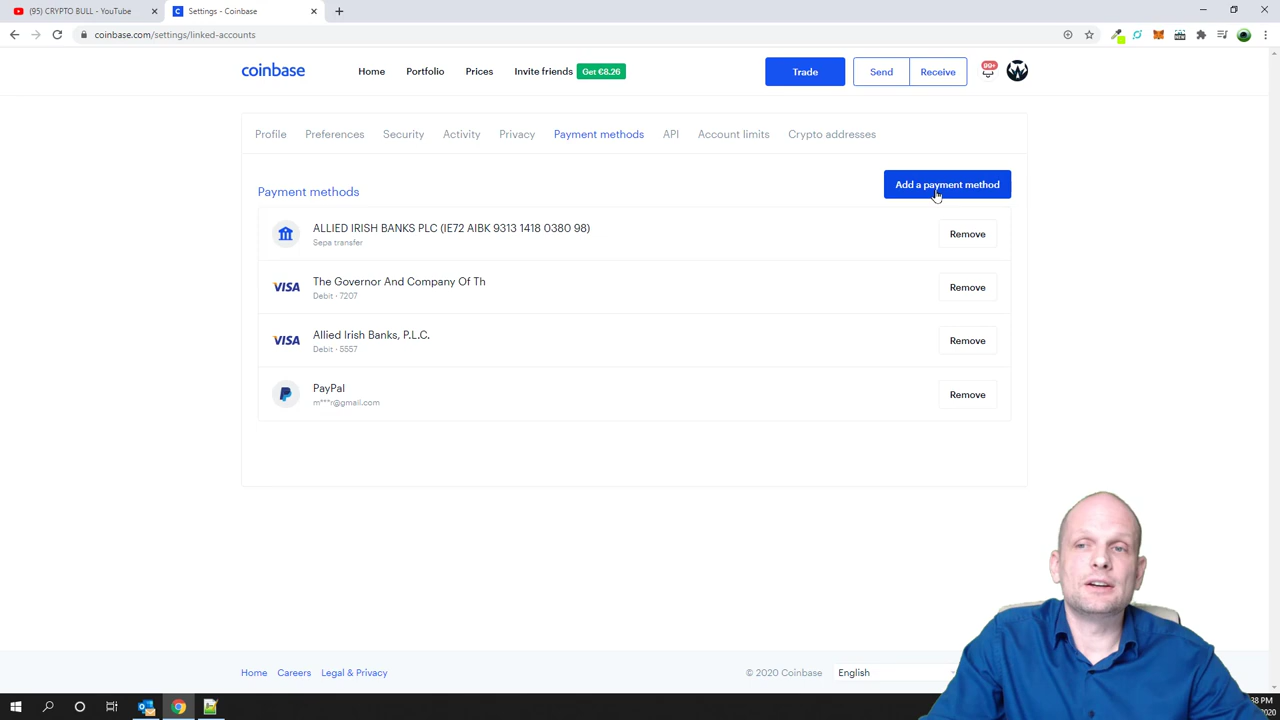 (95) CRYPTO BULL - YouTube
Settings - Coinbase
coinbase.com/settings/linked-accounts
coinbase
Home
Portfolio
Prices
Invite friends
Get €8.26
Trade
Send
Receive
99+
Profile
Preferences
Security
Activity
Privacy
Payment methods
API
Account limits
Crypto addresses
Payment methods
Add a payment method
ALLIED IRISH BANKS PLC (IE72 AIBK 9313 1418 0380 98)
Sepa transfer
Remove
VISA
The Governor And Company Of Th
Debit · 7207
Remove
VISA
Allied Irish Banks, P.L.C.
Debit · 5557
Remove
PayPal
m***r@gmail.com
Remove
Home
Careers
Legal & Privacy
© 2020 Coinbase
English